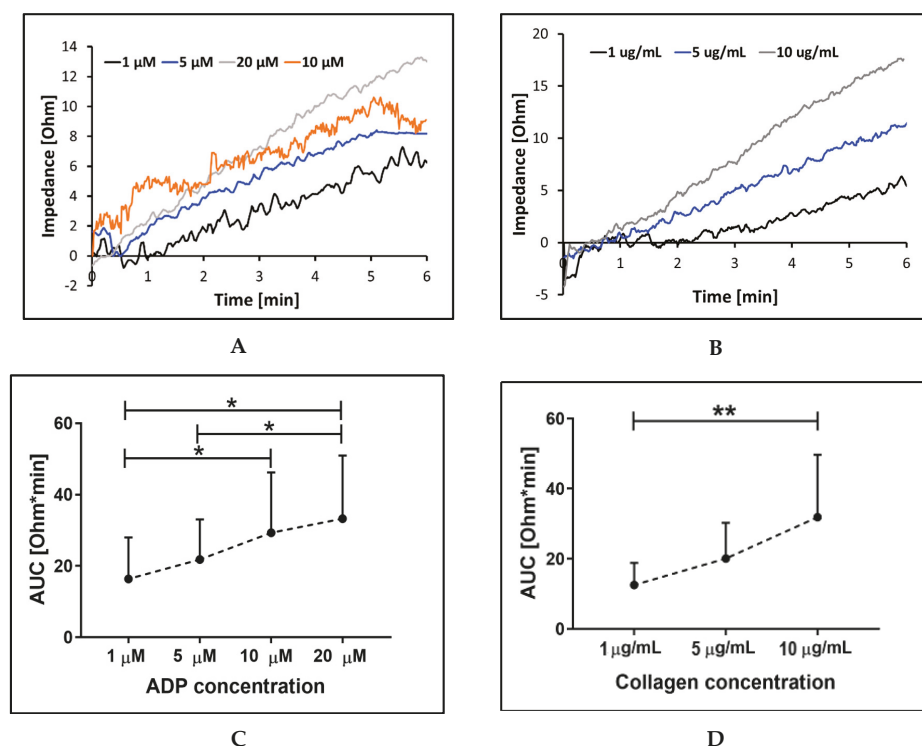 1 µM 5 µM 20 µM 10 µM
Impedance [Ohm]
14
12
10
8
6
4
2
0
-2
0 1 2 3 4 5 6
Time [min]
A
1 ug/mL 5 ug/mL 10 ug/mL
Impedance [Ohm]
20
15
10
5
0
-5
0 1 2 3 4 5 6
Time [min]
B
AUC [Ohm*min]
60
40
20
0
*
*
*
1 µM 5 µM 10 µM 20 µM
ADP concentration
C
AUC [Ohm*min]
60
40
20
0
**
1 µg/mL 5 µg/mL 10 µg/mL
Collagen concentration
D